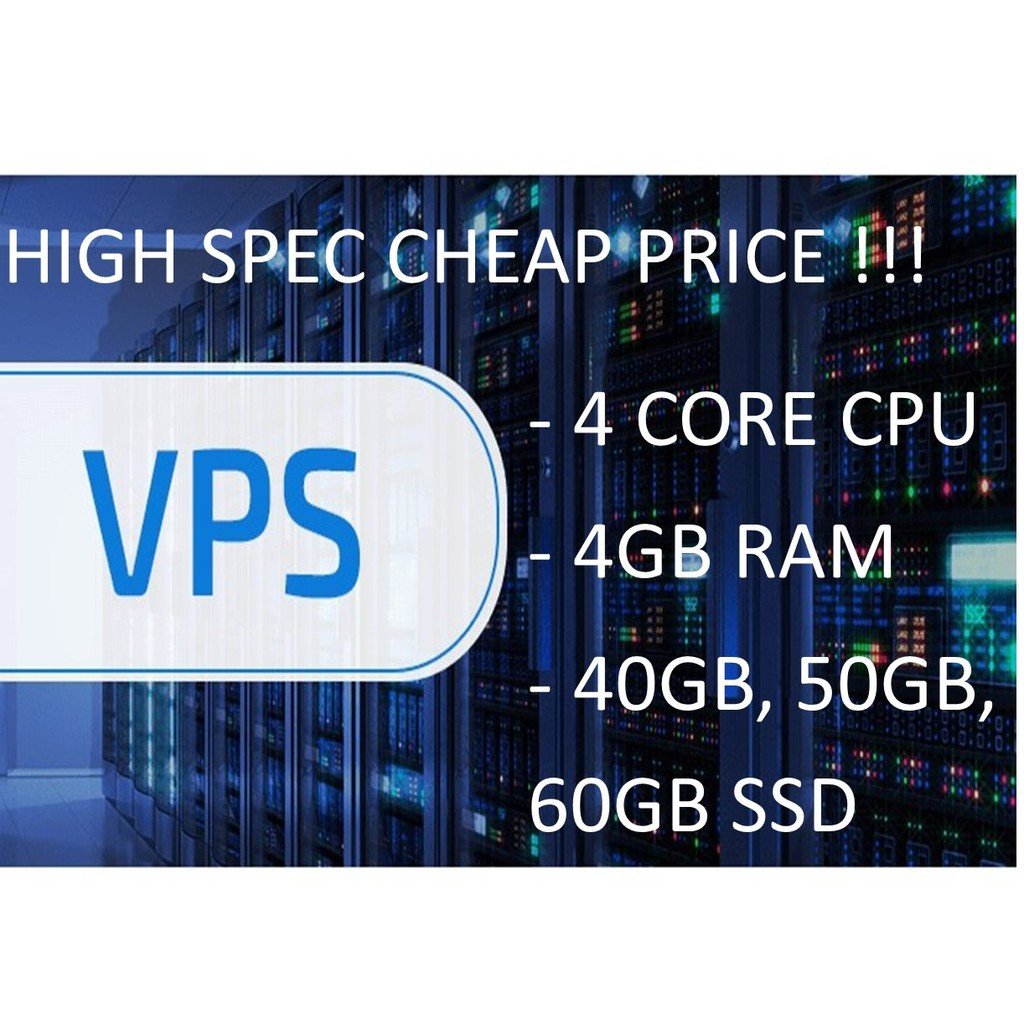 HIGH SPEC CHEAP PRICE !!!
VPS
- 4 CORE CPU
- 4GB RAM
- 40GB, 50GB,
60GB SSD